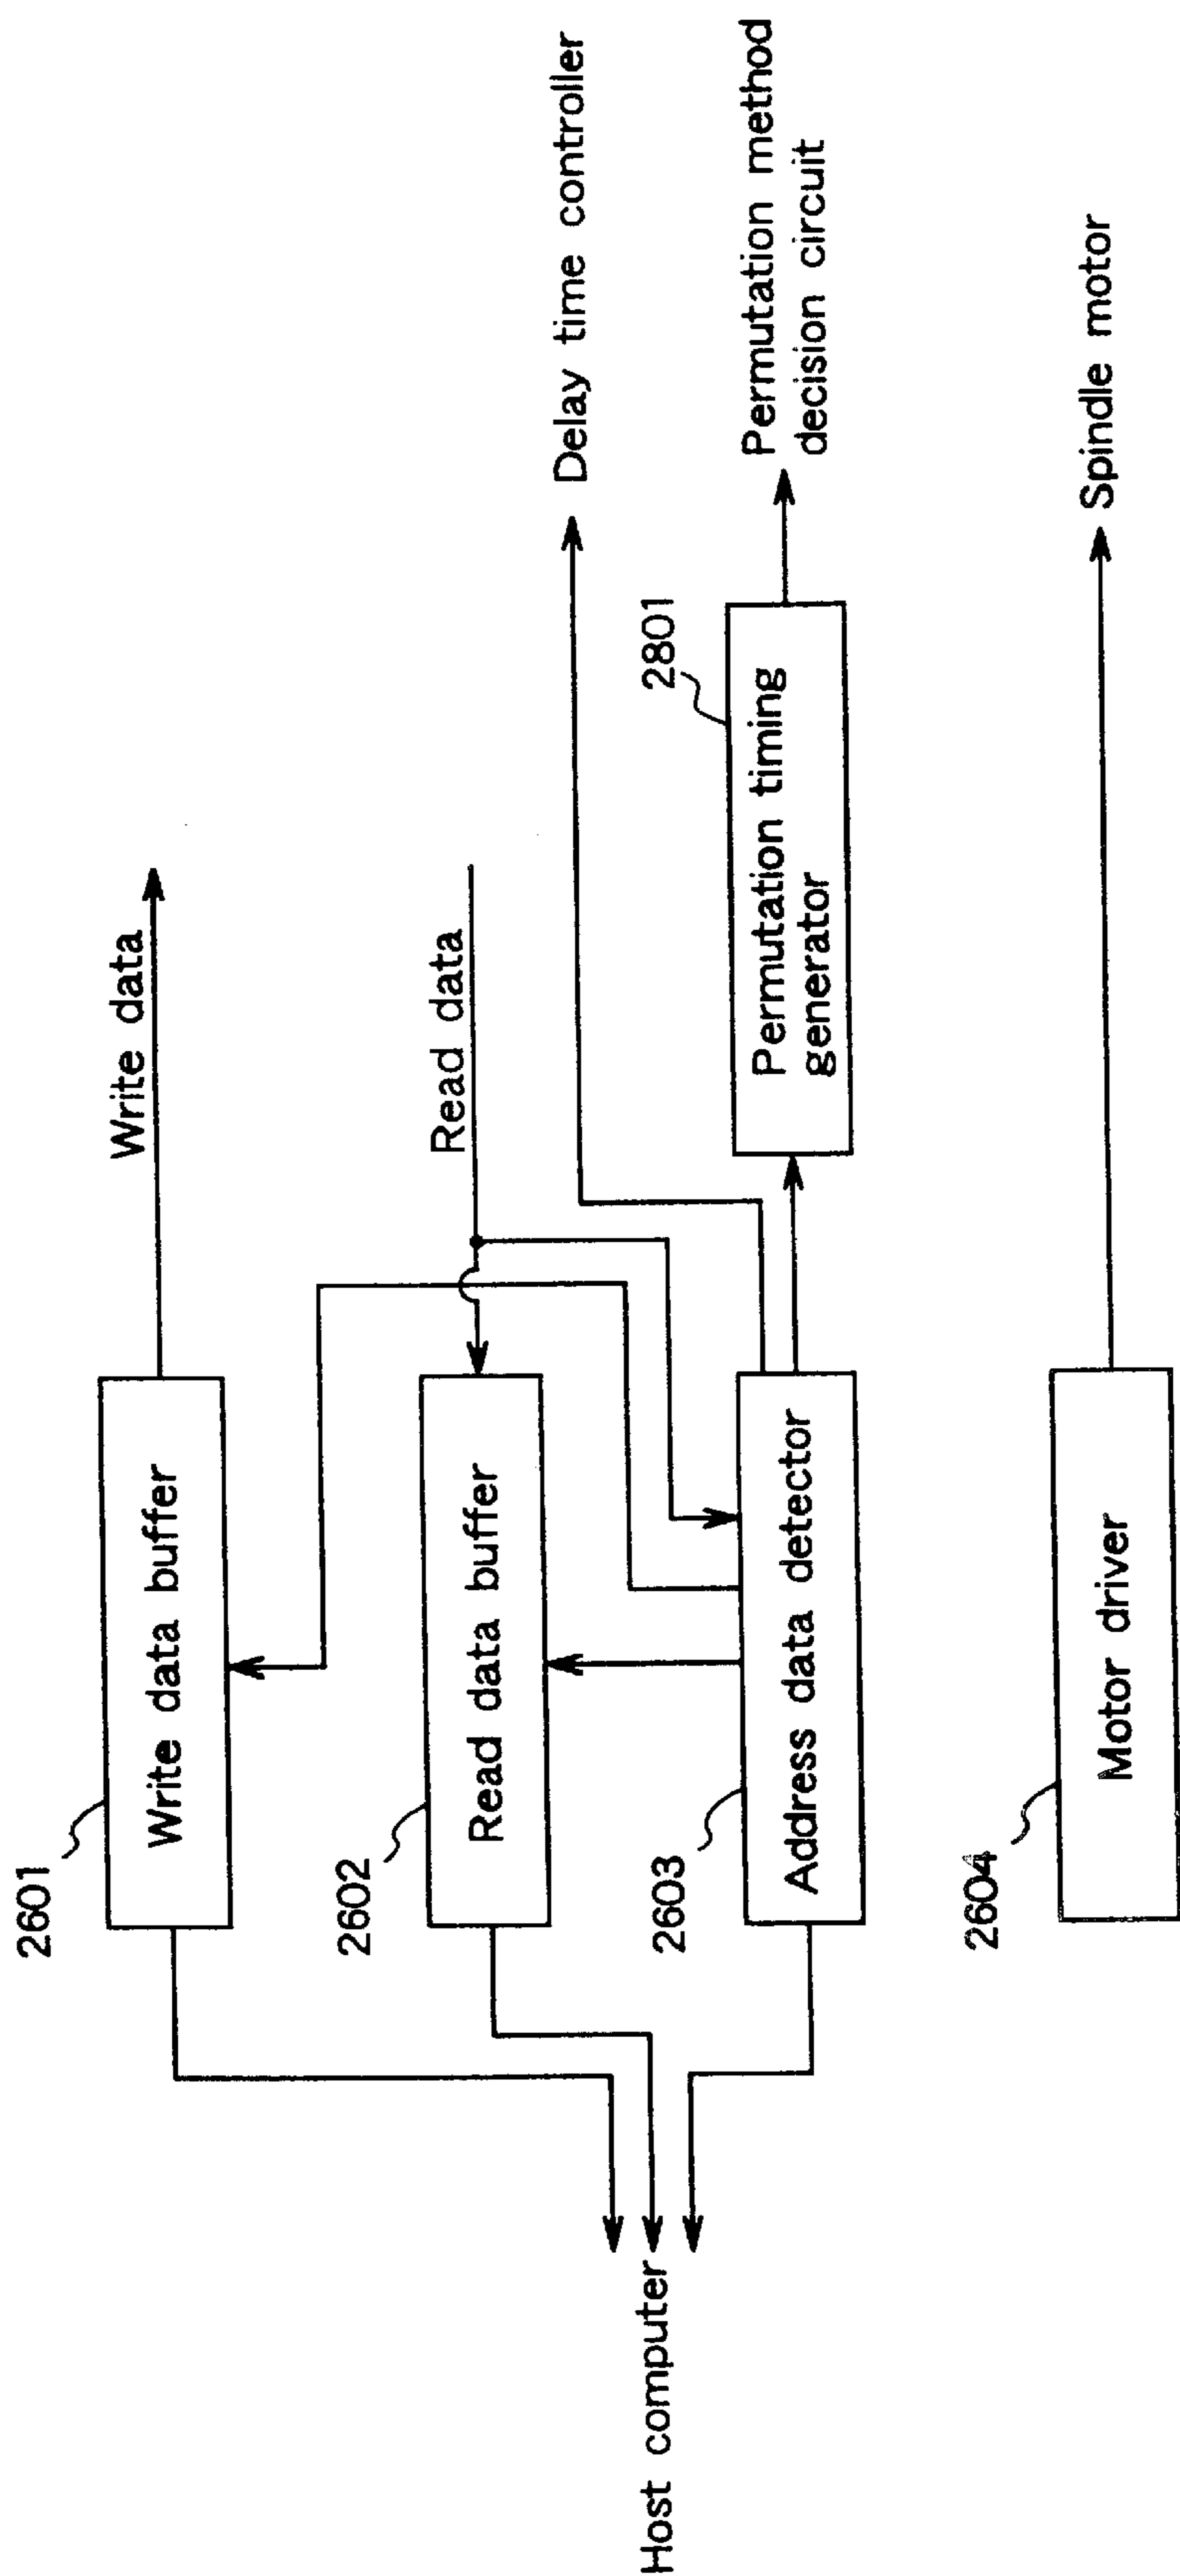 Write data
2601
Write data buffer
Read data
2602
Read data buffer
Delay time controller
Host computer
2801
Permutation timing
generator
Permutation method
decision circuit
2603
Address data detector
2604
Motor driver
Spindle motor